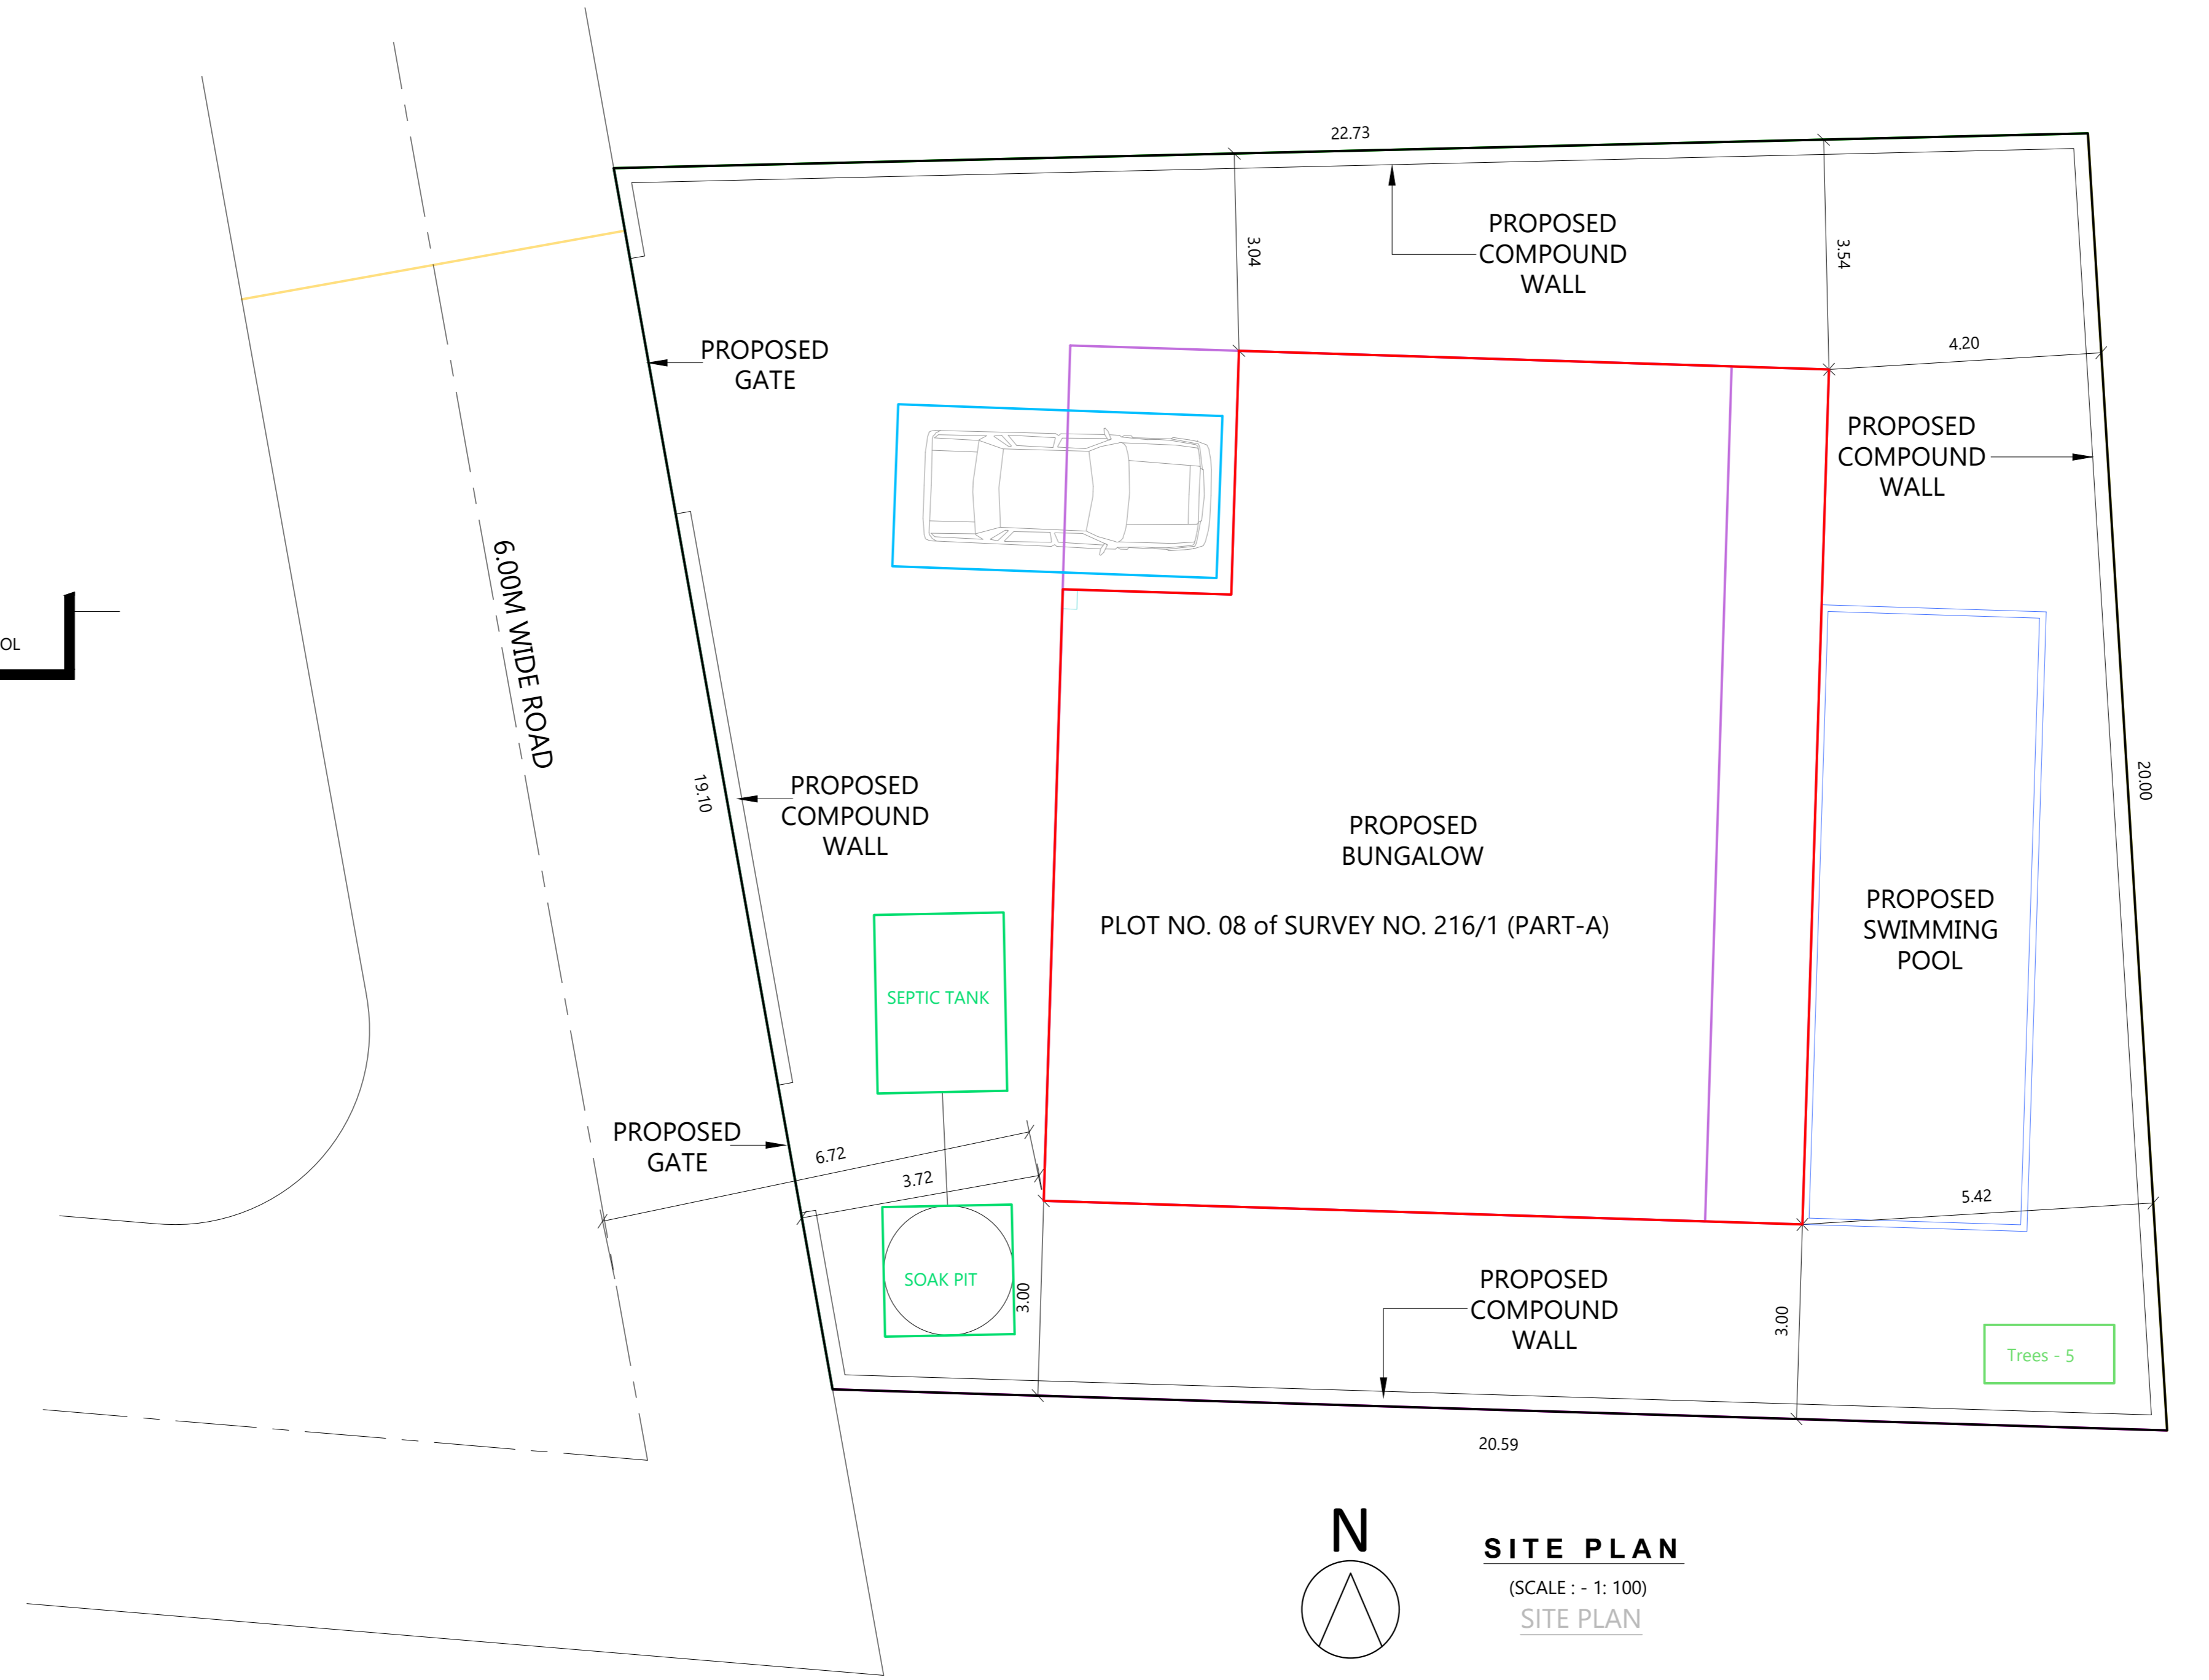 22.73
PROPOSED
COMPOUND
WALL
3.04
3.54
4.20
PROPOSED
GATE
PROPOSED
COMPOUND
WALL
6.00M WIDE ROAD
OL
19.10
PROPOSED
COMPOUND
WALL
20.00
PROPOSED
BUNGALOW
PLOT NO. 08 of SURVEY NO. 216/1 (PART-A)
PROPOSED
SWIMMING
POOL
SEPTIC TANK
PROPOSED
GATE
6.72
3.72
5.42
SOAK PIT
3.00
PROPOSED
COMPOUND
WALL
3.00
Trees - 5
20.59
N
SITE PLAN
(SCALE : - 1: 100)
SITE PLAN